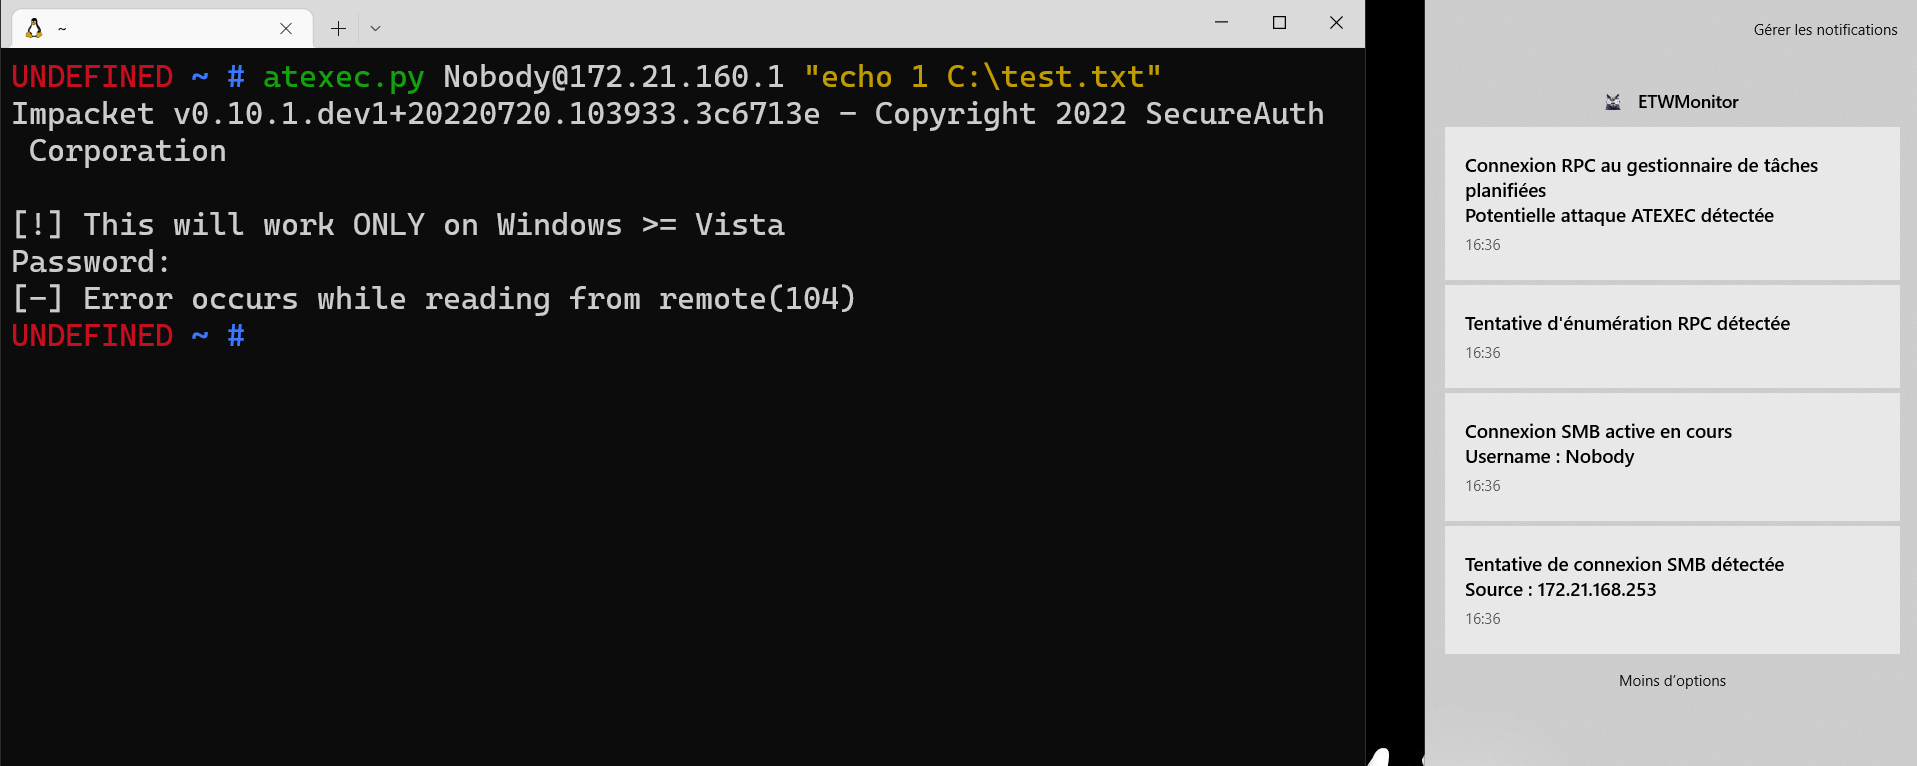 ~
UNDEFINED ~ # atexec.py Nobody@172.21.160.1 "echo 1 C:\test.txt"
Impacket v0.10.1.dev1+20220720.103933.3c6713e - Copyright 2022 SecureAuth
Corporation
[!] This will work ONLY on Windows >= Vista
Password:
[-] Error occurs while reading from remote(104)
UNDEFINED ~ #
Gérer les notifications
ETWMonitor
Connexion RPC au gestionnaire de tâches
planifiées
Potentielle attaque ATEXEC détectée
16:36
Tentative d'énumération RPC détectée
16:36
Connexion SMB active en cours
Username : Nobody
16:36
Tentative de connexion SMB détectée
Source : 172.21.168.253
16:36
Moins d’options